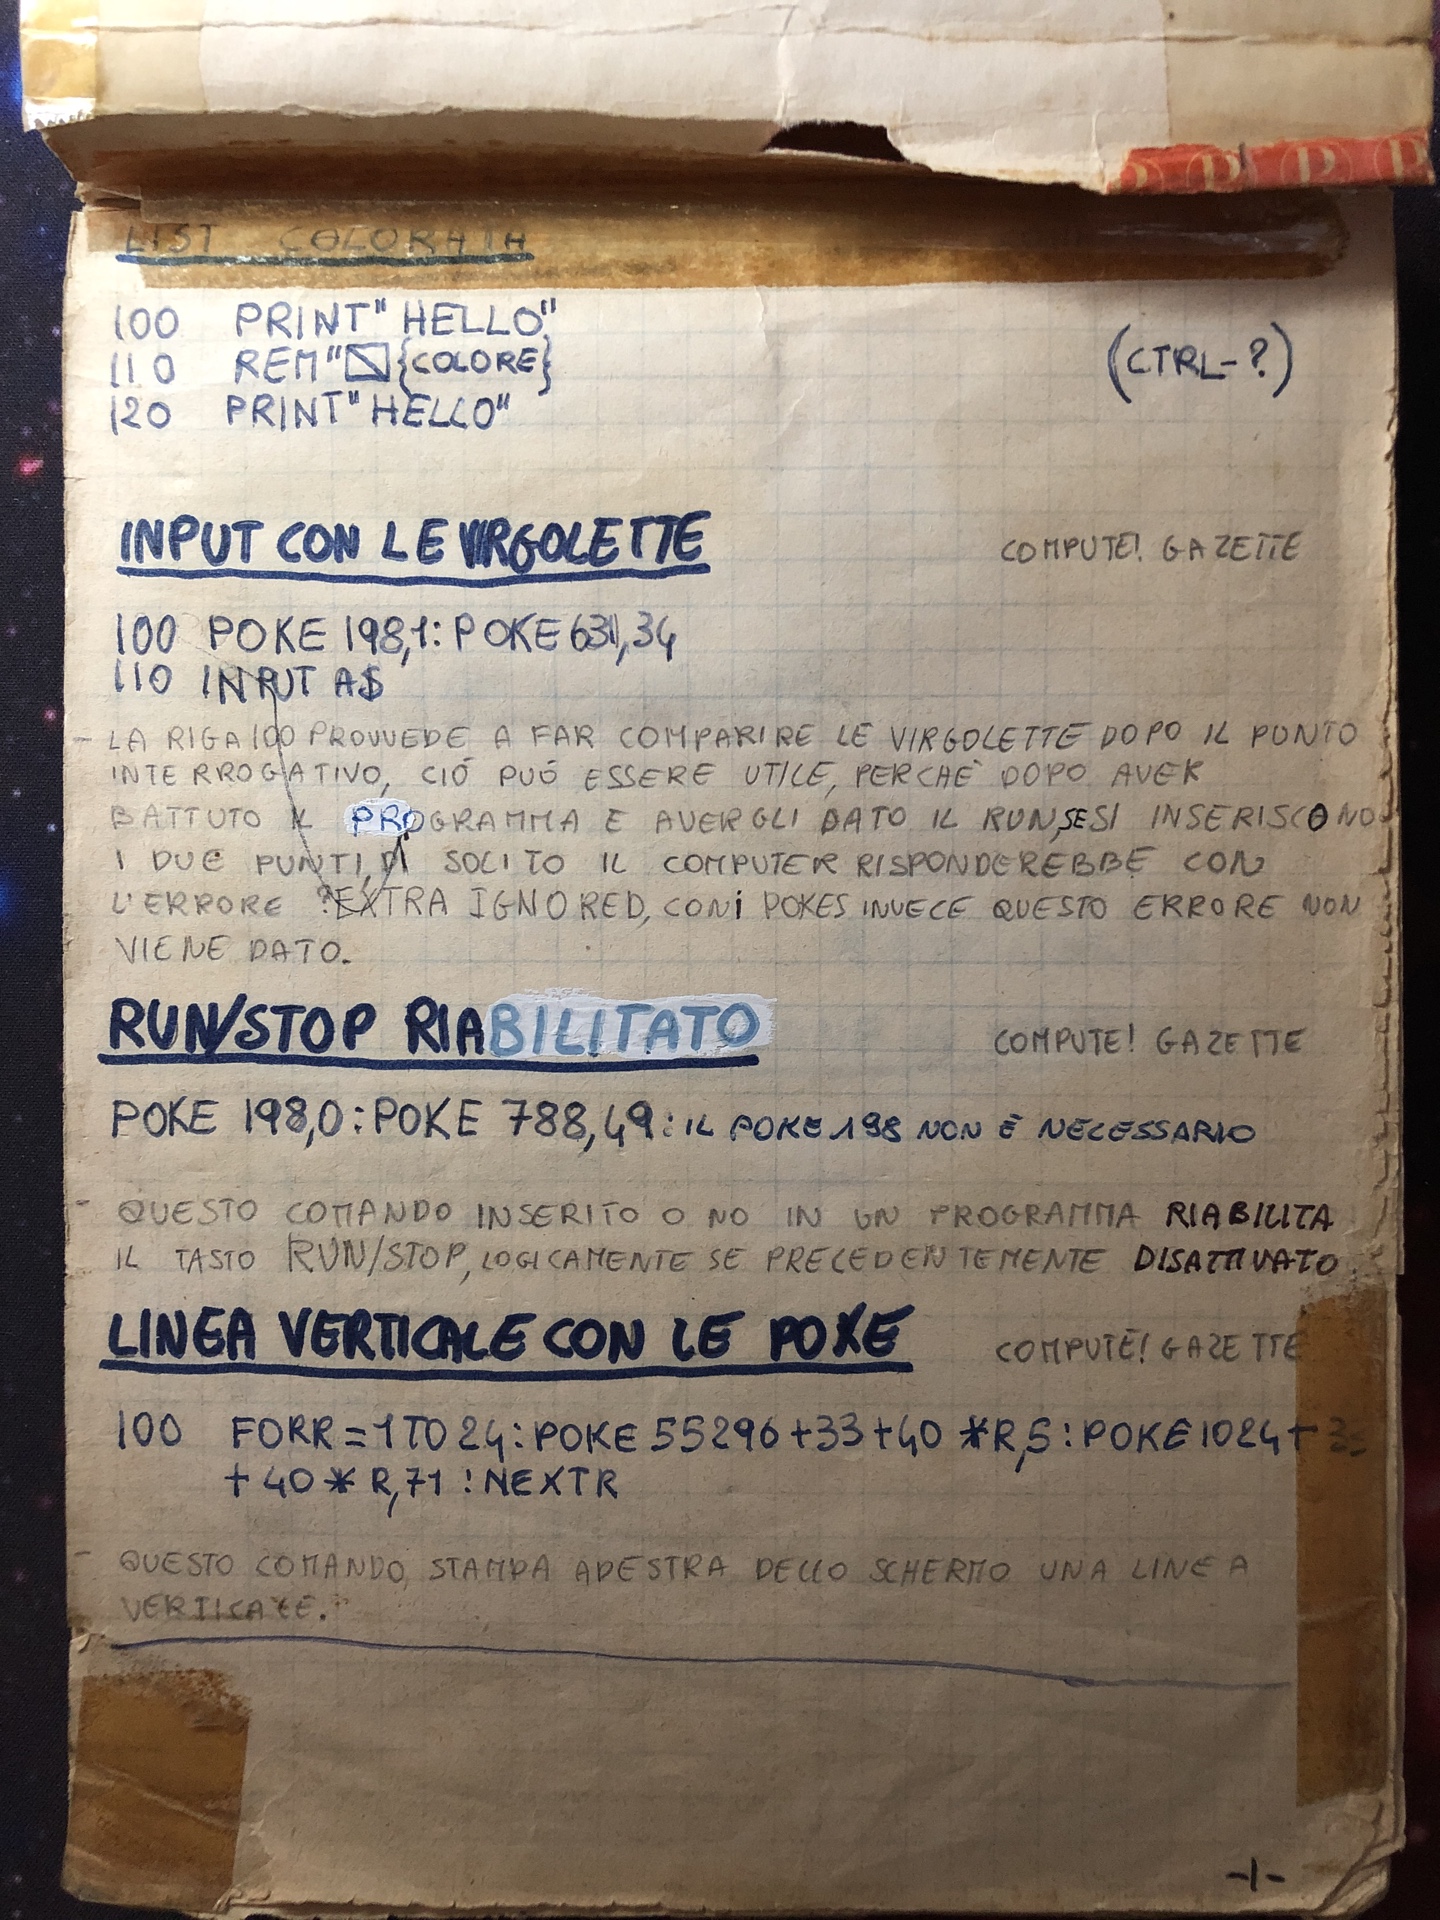 P P P P
LIST COLORATA
100 PRINT"HELLO"
110 REM"{COLORE} (CTRL-?)
120 PRINT"HELLO"
INPUT CON LE VIRGOLETTE COMPUTE! GAZETTE
100 POKE 198,1: POKE 631,34
110 INPUT A$
- LA RIGA 100 PROVVEDE A FAR COMPARIRE LE VIRGOLETTE DOPO IL PUNTO
INTERROGATIVO, CIÓ PUÓ ESSERE UTILE, PERCHÈ DOPO AVER
BATTUTO IL PROGRAMMA E AVERGLI DATO IL RUN, SE SI INSERISCONO
I DUE PUNTI, DI SOLITO IL COMPUTER RISPONDEREBBE CON
L'ERRORE ?EXTRA IGNORED, CON i POKES INVECE QUESTO ERRORE NON
VIENE DATO.
RUN/STOP RIABILITATO COMPUTE! GAZETTE
POKE 198,0: POKE 788,49: IL POKE 198 NON È NECESSARIO
- QUESTO COMANDO INSERITO O NO IN UN PROGRAMMA RIABILITA
IL TASTO RUN/STOP, LOGICAMENTE SE PRECEDENTEMENTE DISATTIVATO.
LINEA VERTICALE CON LE POKE COMPUTE! GAZETTE
100 FORR=1TO24:POKE 55296+33+40*R,5:POKE1024+
+40*R,71:NEXTR
- QUESTO COMANDO, STAMPA A DESTRA DELLO SCHERMO UNA LINEA
VERTICALE.
-1-